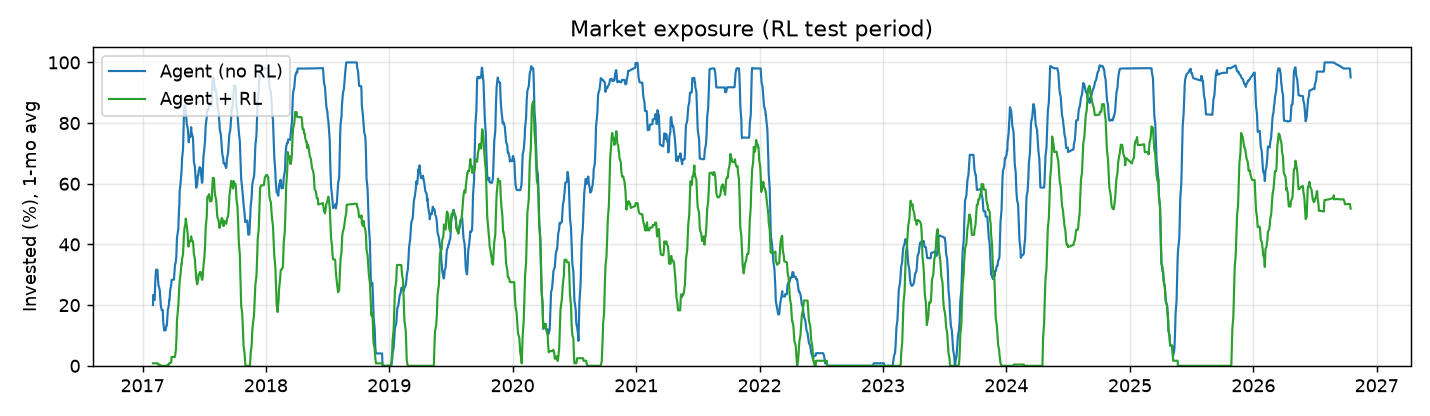 Market exposure (RL test period)
Agent (no RL)
Agent + RL
Invested (%), 1-mo avg
100
80
60
40
20
0
2017 2018 2019 2020 2021 2022 2023 2024 2025 2026 2027